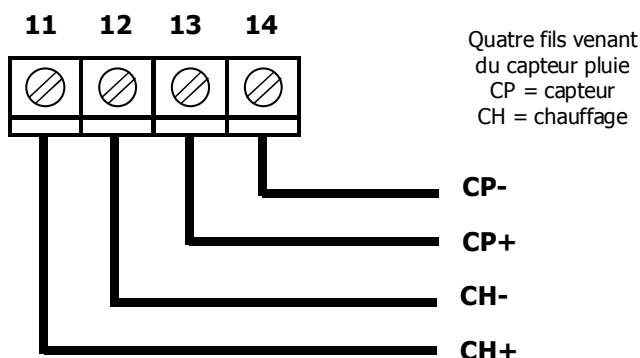 11 12 13 14
Quatre fils venant
du capteur pluie
CP = capteur
CH = chauffage
CP-
CP+
CH-
CH+